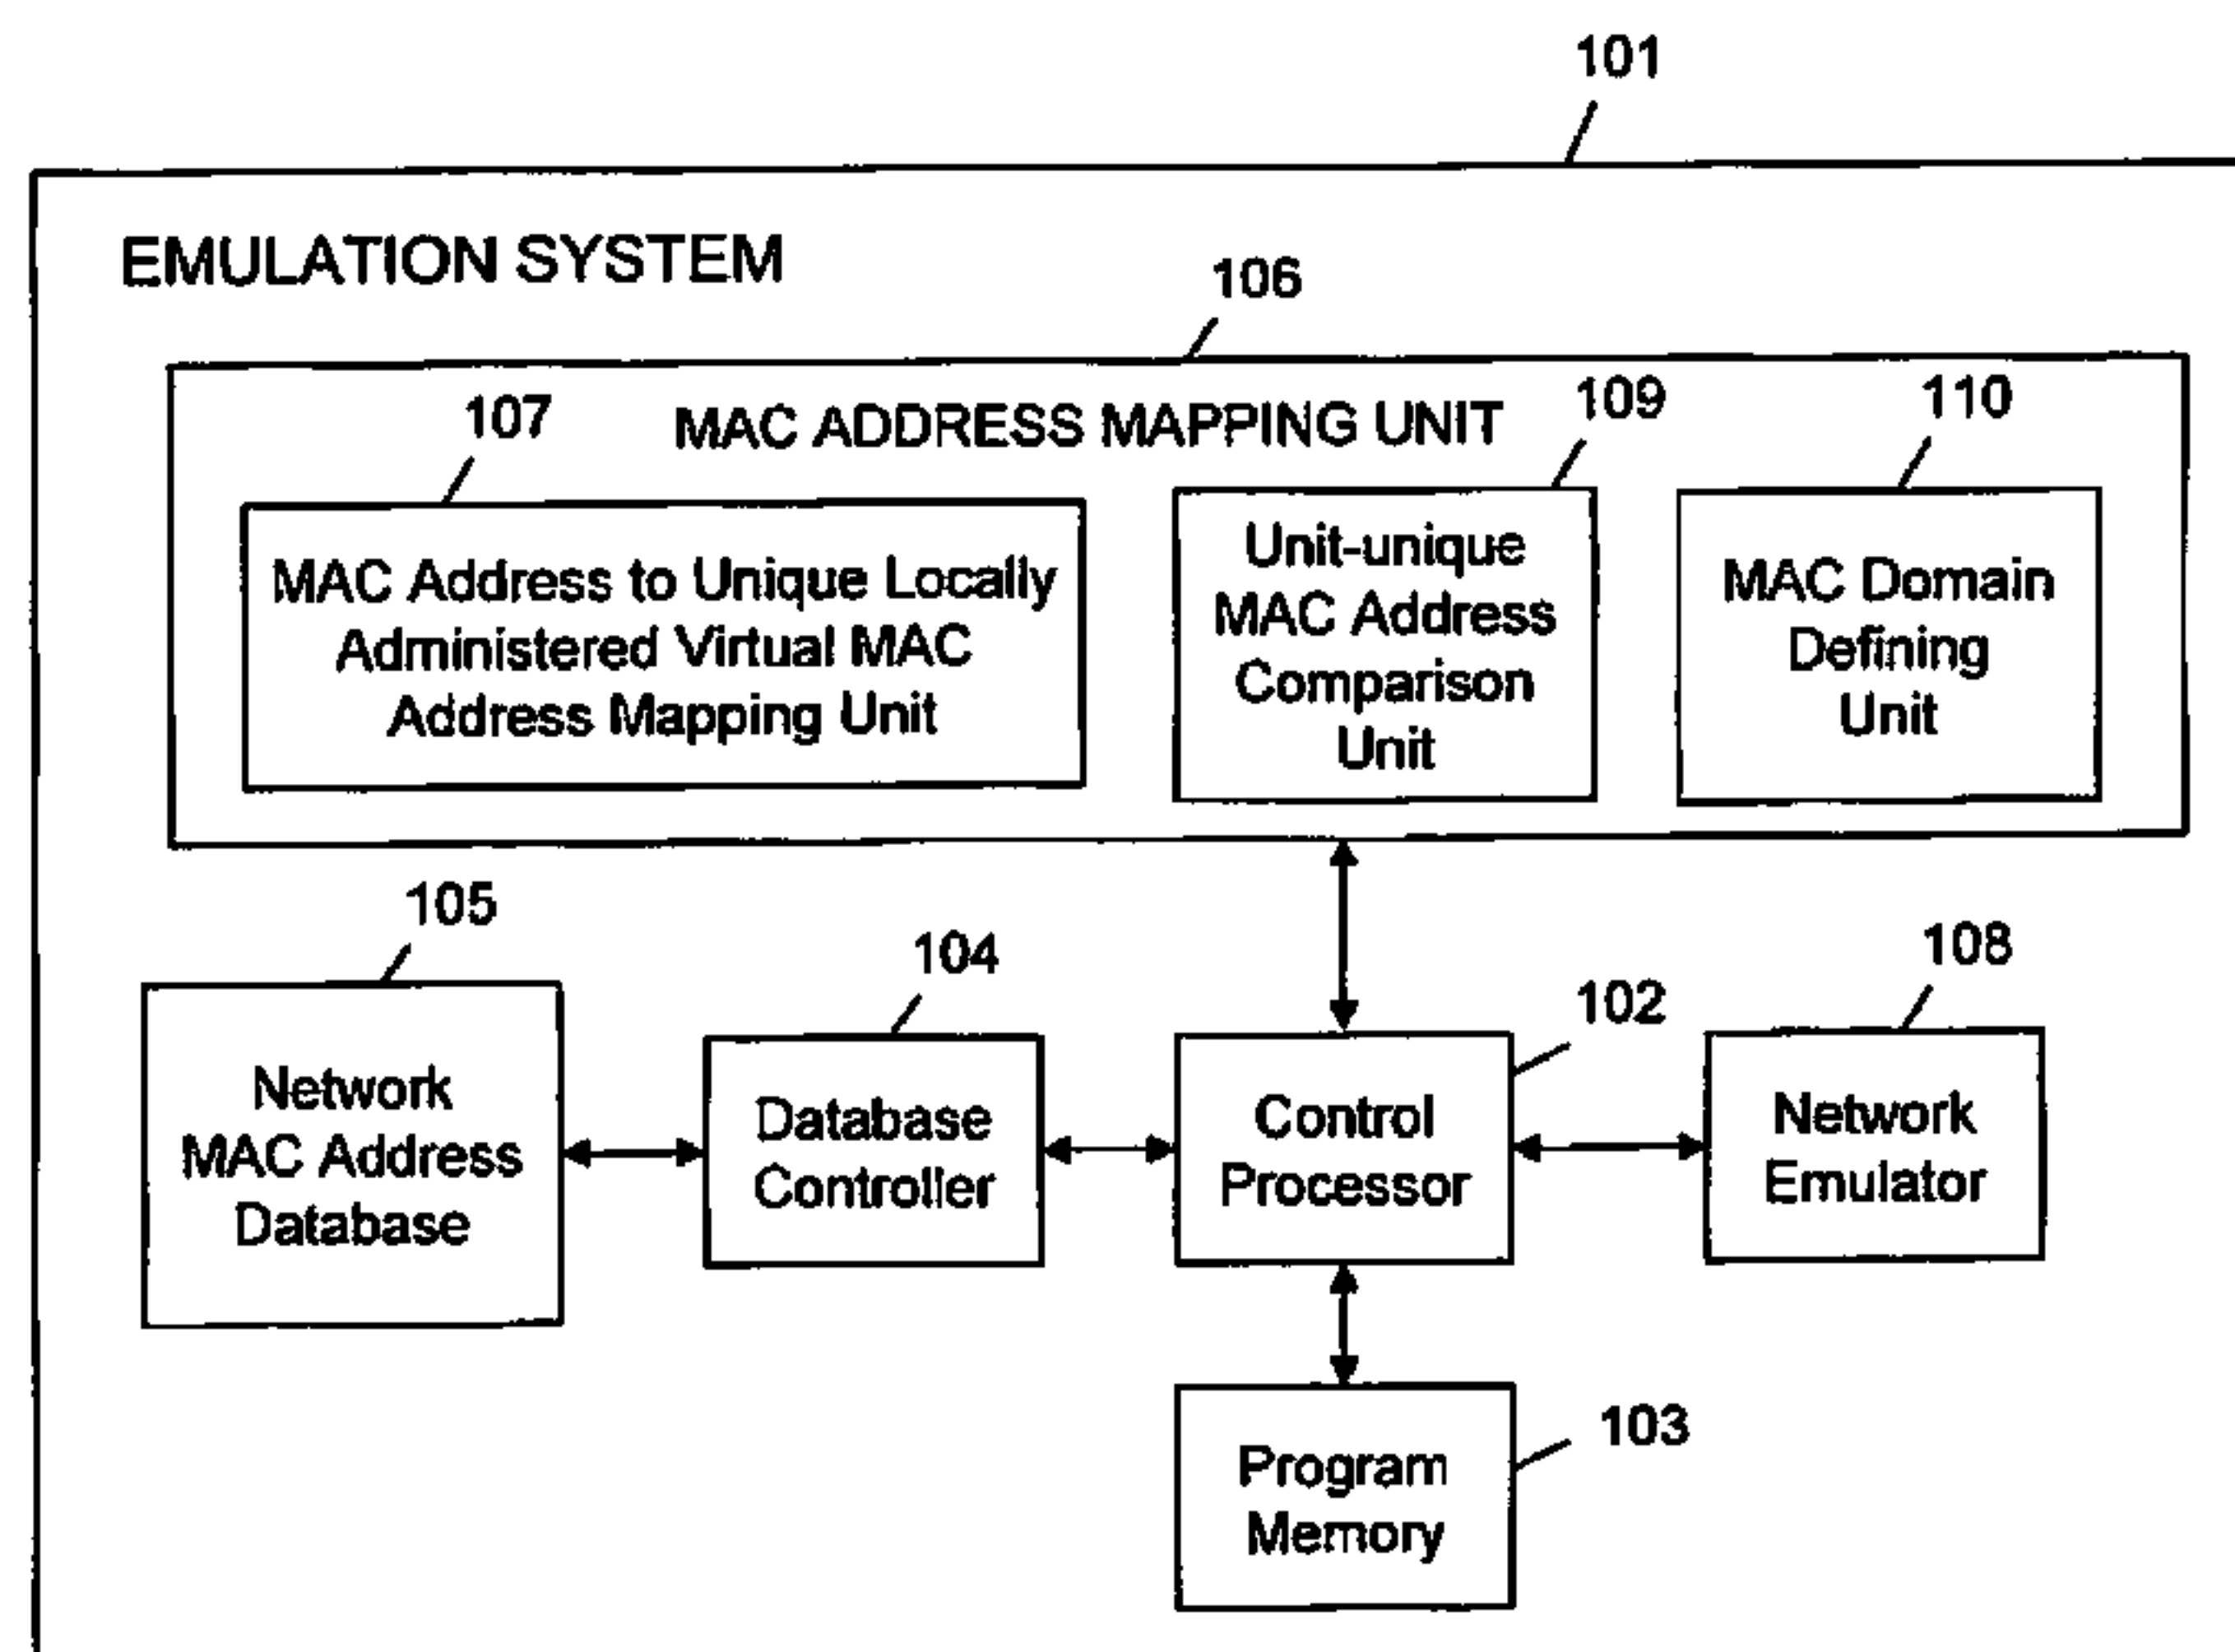 101
EMULATION SYSTEM
106
107
MAC ADDRESS MAPPING UNIT
109
110
MAC Address to Unique Locally
Administered Virtual MAC
Address Mapping Unit
Unit-unique
MAC Address
Comparison
Unit
MAC Domain
Defining
Unit
105
104
102
108
Network
MAC Address
Database
Database
Controller
Control
Processor
Network
Emulator
103
Program
Memory